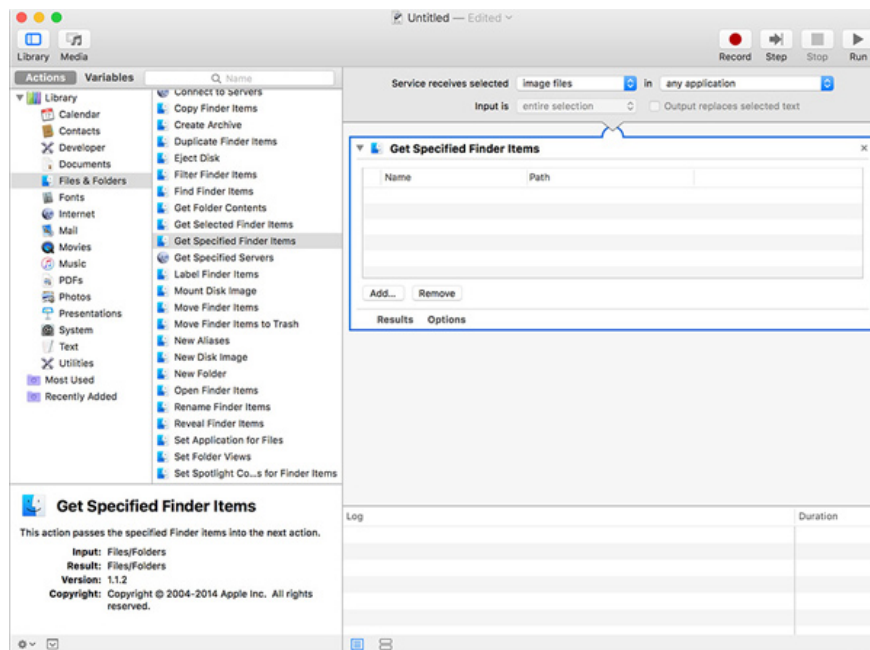 Untitled — Edited
Library
Media
Record
Step
Stop
Run
Actions
Variables
Name
Library
Calendar
Contacts
Developer
Documents
Files & Folders
Fonts
Internet
Mail
Movies
Music
PDFs
Photos
Presentations
System
Text
Utilities
Most Used
Recently Added
Connect to Servers
Copy Finder Items
Create Archive
Duplicate Finder Items
Eject Disk
Filter Finder Items
Find Finder Items
Get Folder Contents
Get Selected Finder Items
Get Specified Finder Items
Get Specified Servers
Label Finder Items
Mount Disk Image
Move Finder Items
Move Finder Items to Trash
New Aliases
New Disk Image
New Folder
Open Finder Items
Rename Finder Items
Reveal Finder Items
Set Application for Files
Set Folder Views
Set Spotlight Co...s for Finder Items
Get Specified Finder Items
This action passes the specified Finder items into the next action.
Input: Files/Folders
Result: Files/Folders
Version: 1.1.2
Copyright: Copyright © 2004-2014 Apple Inc. All rights
reserved.
Service receives selected image files in any application
Input is entire selection Output replaces selected text
Get Specified Finder Items
Name Path
Add... Remove
Results Options
Log Duration